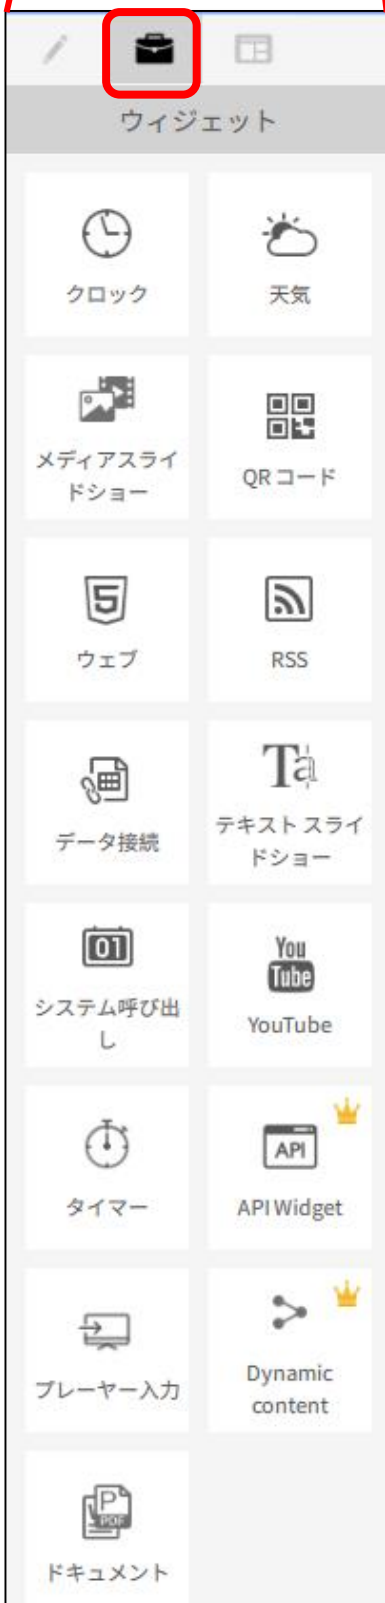 ウィジェット
クロック
天気
メディアスライ
ドショー
QR コード
5
ウェブ
RSS
データ接続
Ta
テキスト スライ
ドショー
01
システム呼び出
し
You
Tube
YouTube
タイマー
API
API Widget
プレーヤー入力
Dynamic
content
P
PDF
ドキュメント